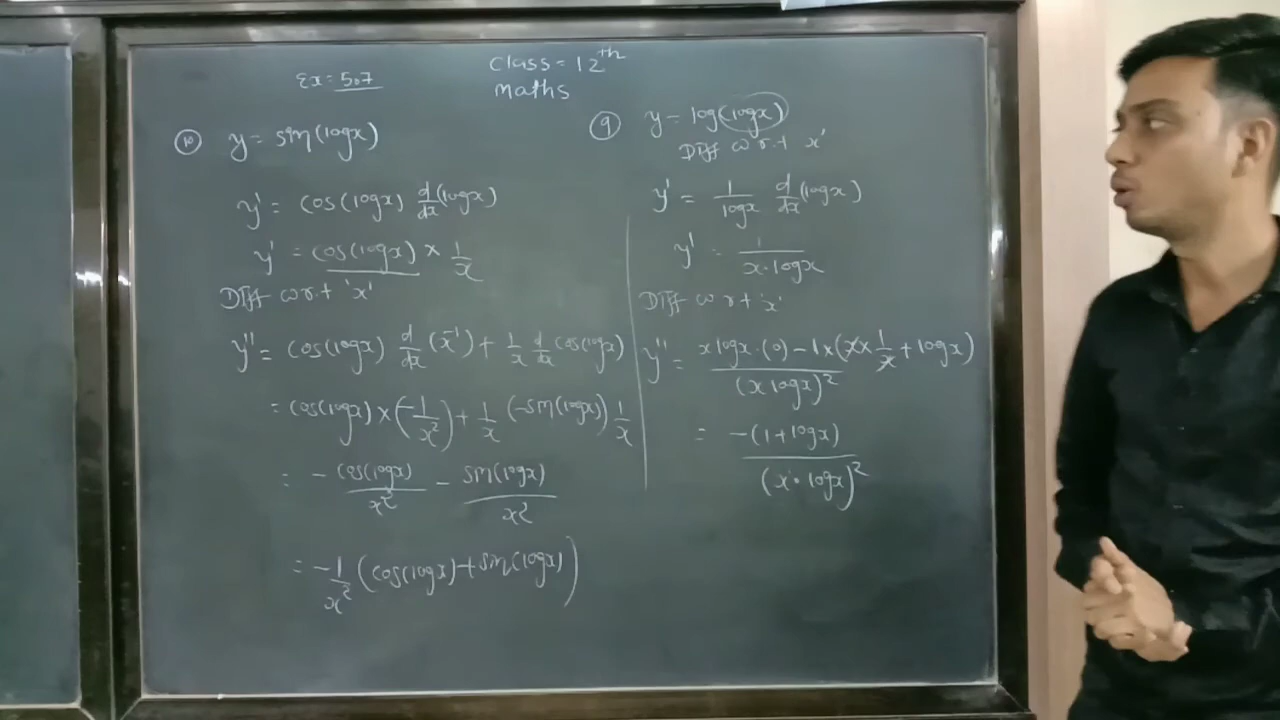 Ex = 5.7
Class = 12th
maths
⑩ y = sin(logx)
y' = cos(logx) d/dx (logx)
y' = cos(logx) × 1/x
Diff w.r.t 'x'
y'' = cos(logx) d/dx (x⁻¹) + 1/x d/dx cos(logx)
= cos(logx) × (-1/x²) + 1/x (-sin(logx)) 1/x
= - cos(logx)/x² - sin(logx)/x²
= -1/x² (cos(logx) + sin(logx))
⑨ y = log(logx)
Diff w.r.t 'x'
y' = 1/logx d/dx (logx)
y' = 1/(x·logx)
Diff w r t 'x'
y'' = (x logx · (0) - 1 × (x × 1/x + logx))/(x logx)²
= -(1 + logx)/(x · logx)²